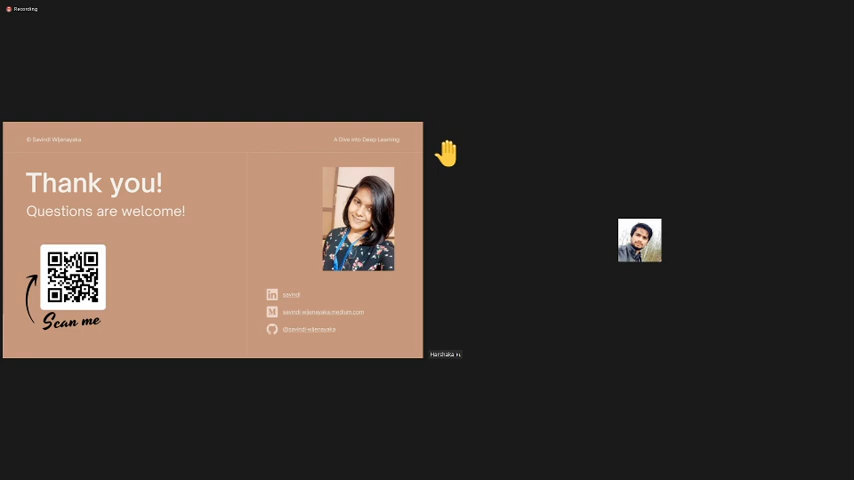 Recording
© Savindi Wijenayaka
A Dive into Deep Learning
Thank you!
Questions are welcome!
Scan me
savindi
savindi-wijenayaka.medium.com
@savindi-wijenayaka
Harshaka